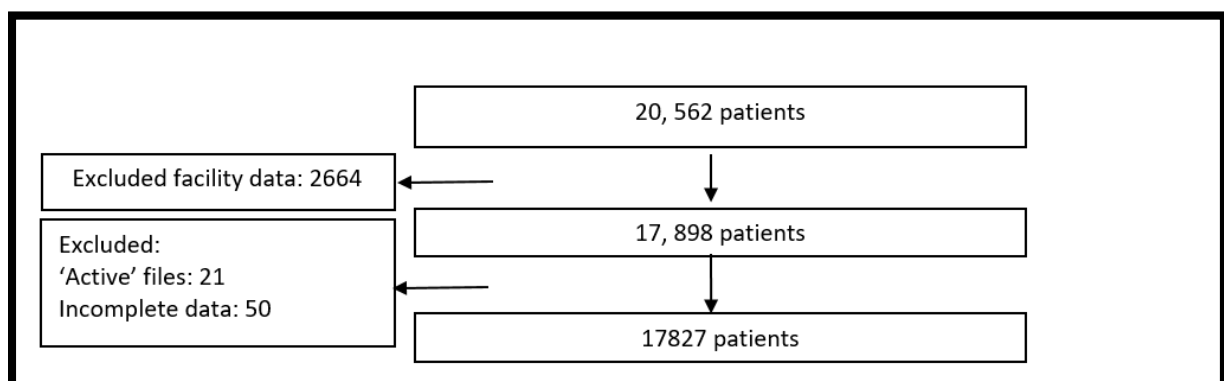 20, 562 patients
Excluded facility data: 2664
17, 898 patients
Excluded:
‘Active’ files: 21
Incomplete data: 50
17827 patients